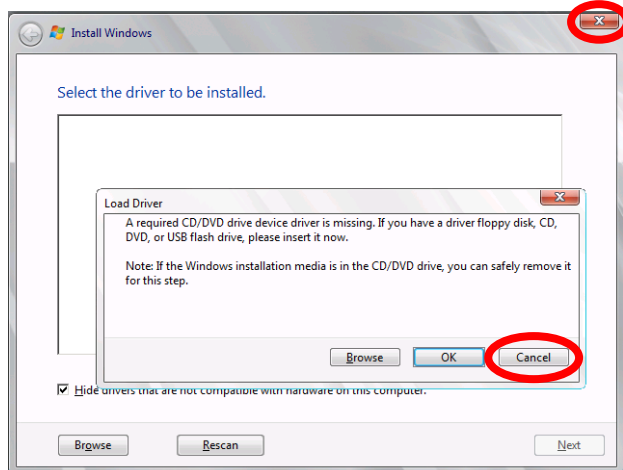 Install Windows
Select the driver to be installed.
Load Driver
A required CD/DVD drive device driver is missing. If you have a driver floppy disk, CD,
DVD, or USB flash drive, please insert it now.
Note: If the Windows installation media is in the CD/DVD drive, you can safely remove it
for this step.
Browse OK Cancel
Hide drivers that are not compatible with hardware on this computer.
Browse Rescan Next